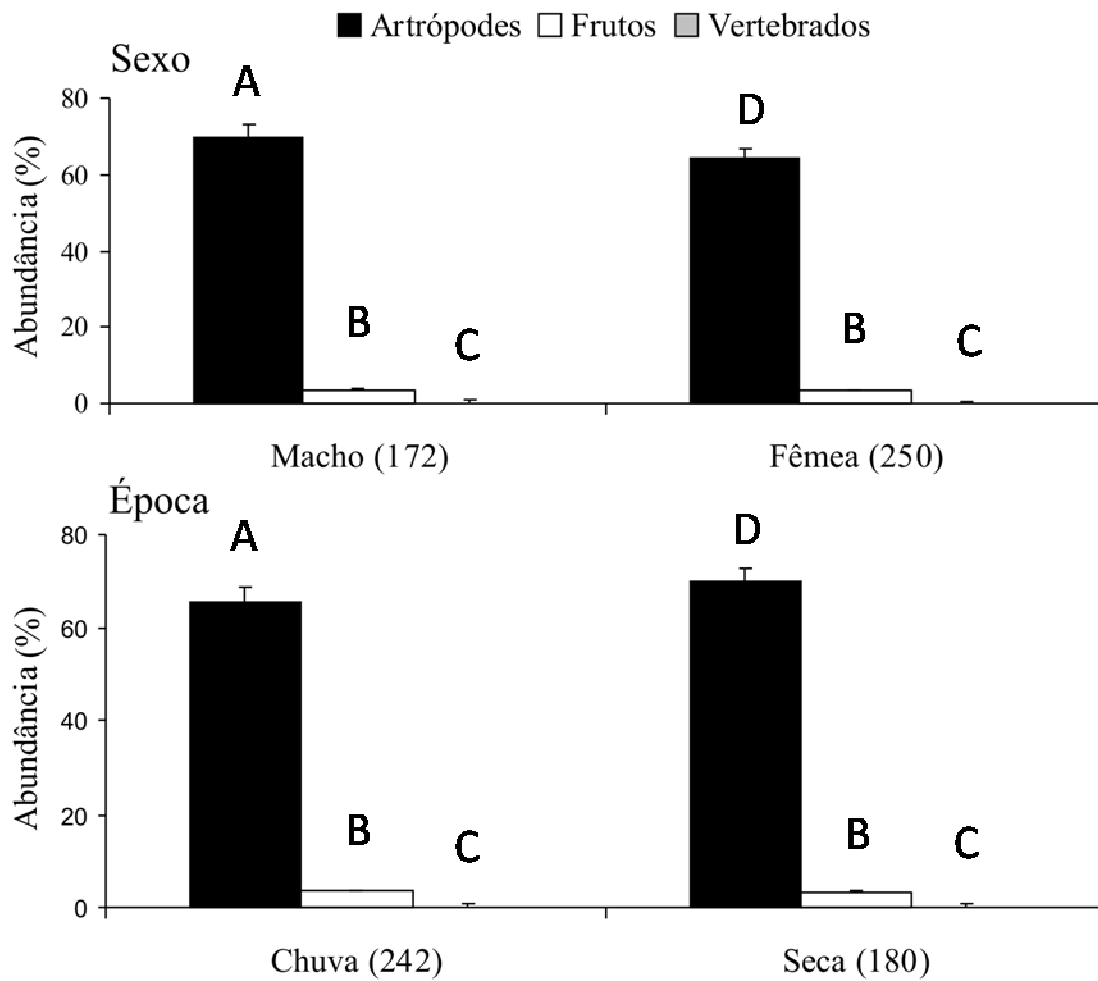 Artrópodes Frutos Vertebrados
Sexo
A D
80
60
40
20
0
Abundância (%)
B C B C
Macho (172) Fêmea (250)
Época
A D
80
60
40
20
0
Abundância (%)
B C B C
Chuva (242) Seca (180)